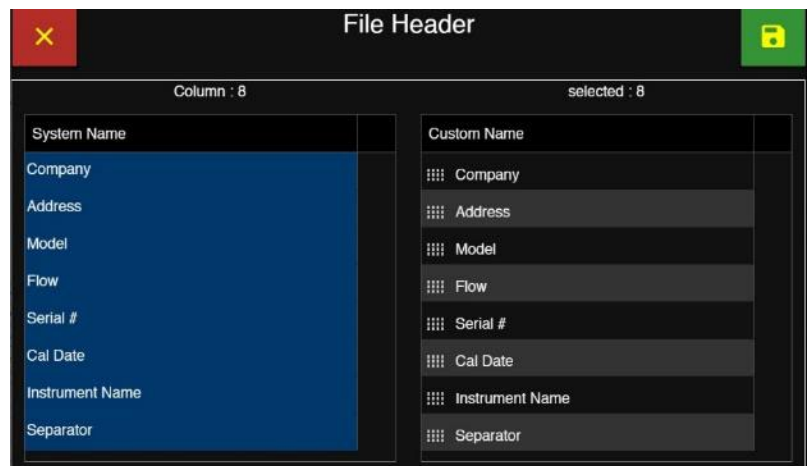 File Header
Column : 8
selected : 8
System Name
Company
Address
Model
Flow
Serial #
Cal Date
Instrument Name
Separator
Custom Name
Company
Address
Model
Flow
Serial #
Cal Date
Instrument Name
Separator